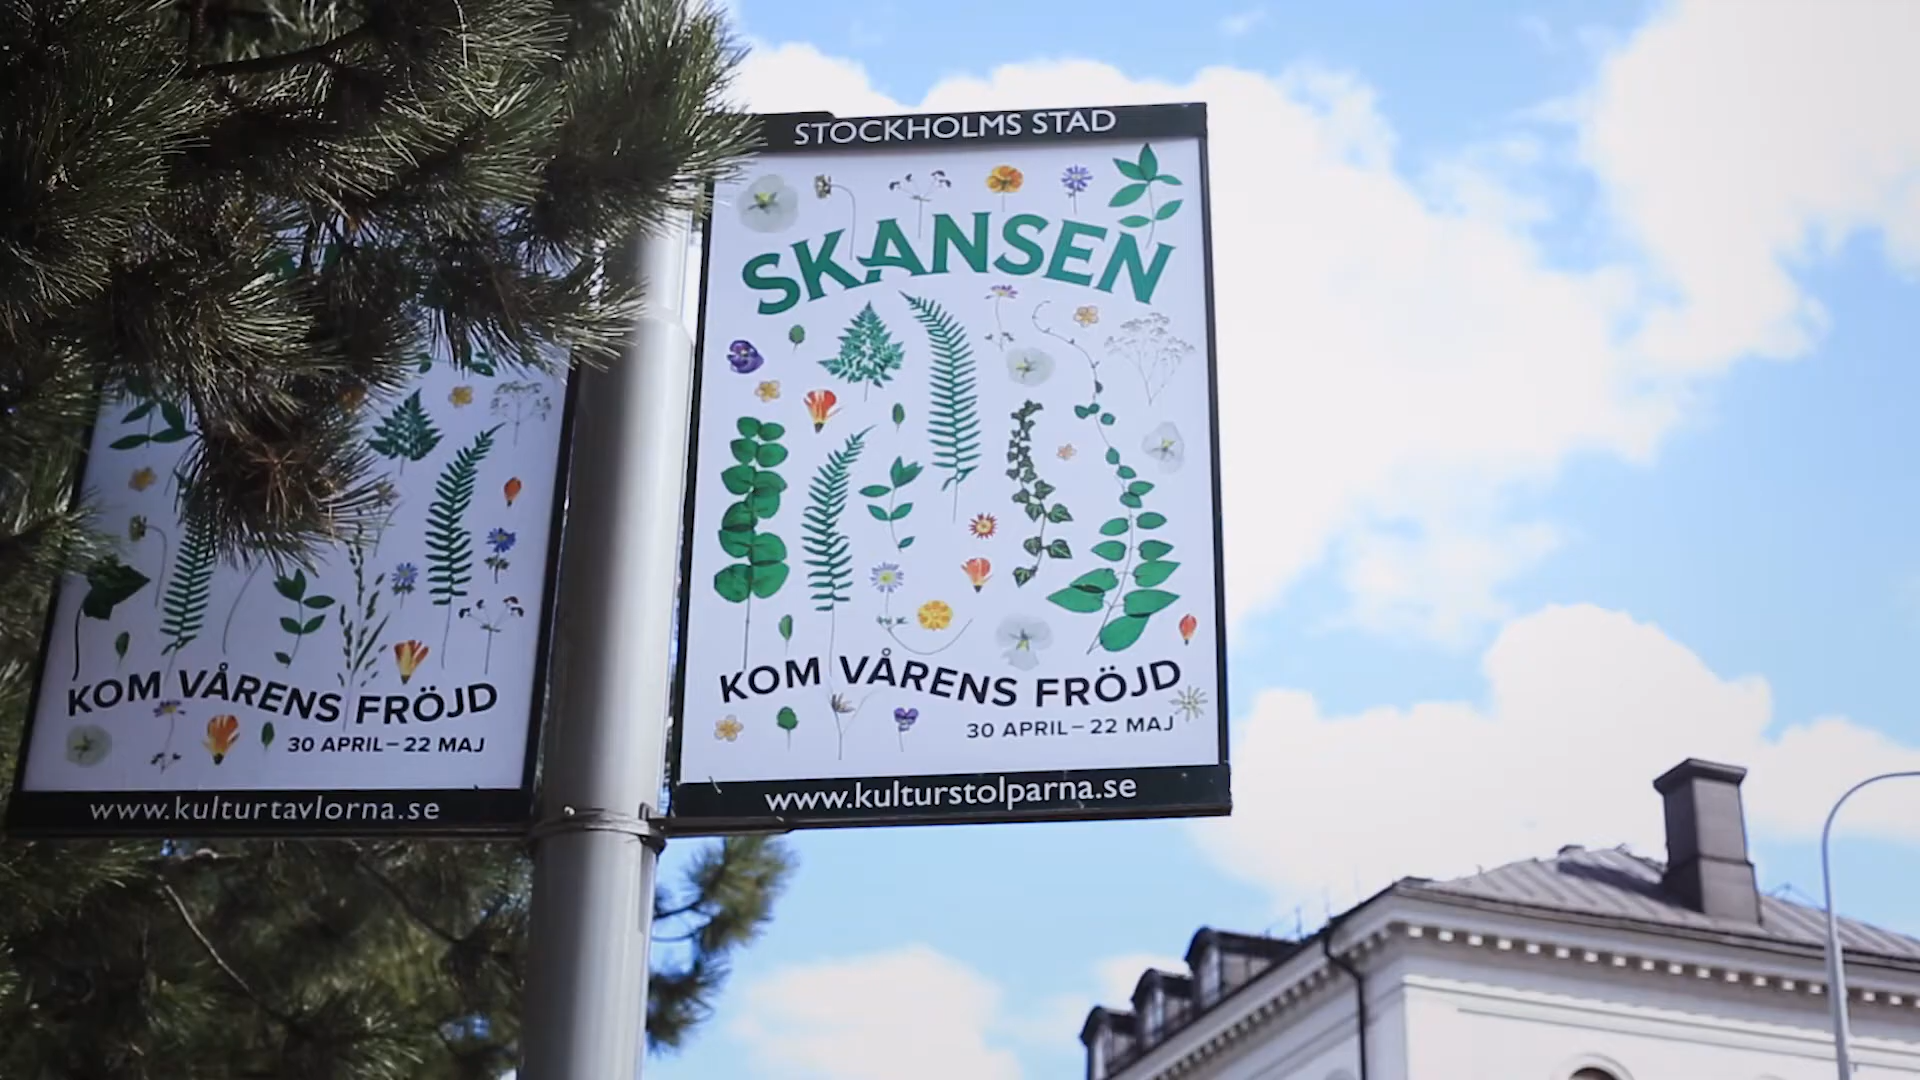 KOM VÅRENS FRÖJD
30 APRIL – 22 MAJ
www.kulturtavlorna.se
STOCKHOLMS STAD
SKANSEN
KOM VÅRENS FRÖJD
30 APRIL – 22 MAJ
www.kulturstolparna.se